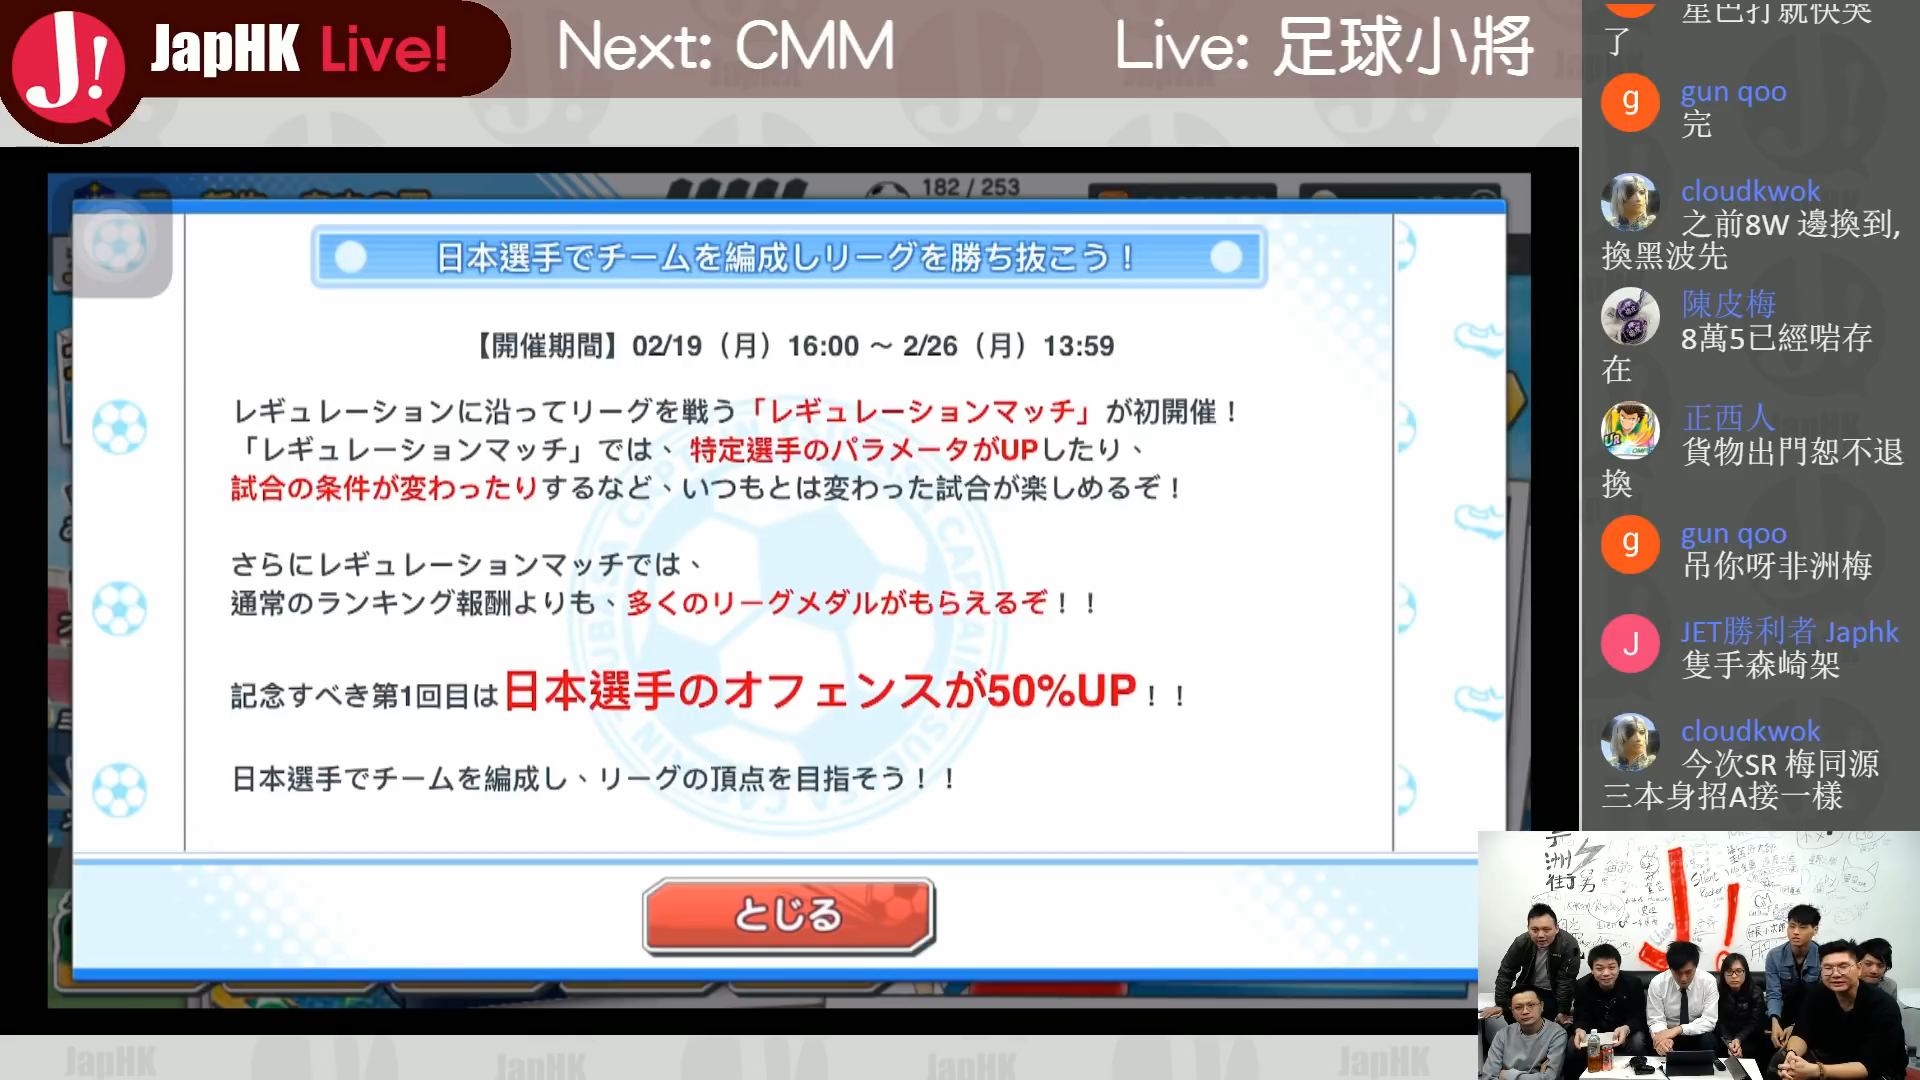 JapHK Live!
Next: CMM
Live: 足球小將
182 / 253
日本選手でチームを編成しリーグを勝ち抜こう！
【開催期間】02/19（月）16:00 ～ 2/26（月）13:59
レギュレーションに沿ってリーグを戦う「レギュレーションマッチ」が初開催！
「レギュレーションマッチ」では、特定選手のパラメータがUPしたり、
試合の条件が変わったりするなど、いつもとは変わった試合が楽しめるぞ！
さらにレギュレーションマッチでは、
通常のランキング報酬よりも、多くのリーグメダルがもらえるぞ！！
記念すべき第1回目は日本選手のオフェンスが50%UP！！
日本選手でチームを編成し、リーグの頂点を目指そう！！
とじる
星巴打就快哭
了
gun qoo
完
cloudkwok
之前8W 邊換到,
換黑波先
陳皮梅
8萬5已經啱存
在
正西人
貨物出門恕不退
換
gun qoo
吊你呀非洲梅
JET勝利者 Japhk
隻手森崎架
cloudkwok
今次SR 梅同源
三本身招A接一樣